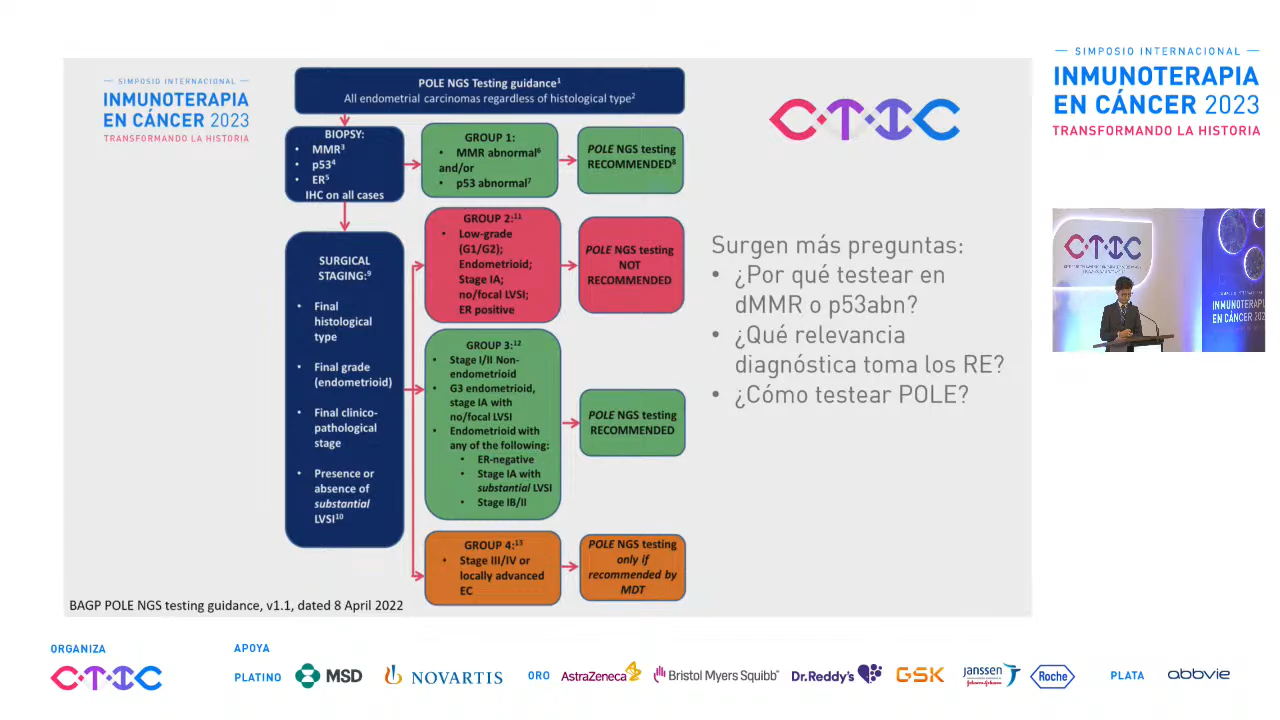 — SIMPOSIO INTERNACIONAL —
INMUNOTERAPIA
EN CÁNCER 2023
TRANSFORMANDO LA HISTORIA
POLE NGS Testing guidance¹
All endometrial carcinomas regardless of histological type²
BIOPSY:
• MMR³
• p53⁴
• ER⁵
IHC on all cases
GROUP 1:
• MMR abnormal⁶
and/or
• p53 abnormal⁷
POLE NGS testing
RECOMMENDED⁸
SURGICAL
STAGING:⁹
• Final
histological
type
• Final grade
(endometrioid)
• Final clinico-
pathological
stage
• Presence or
absence of
substantial
LVSI¹⁰
GROUP 2:¹¹
• Low-grade
(G1/G2);
Endometrioid;
Stage IA;
no/focal LVSI;
ER positive
POLE NGS testing
NOT
RECOMMENDED
GROUP 3:¹²
• Stage I/II Non-
endometrioid
• G3 endometrioid,
stage IA with
no/focal LVSI
• Endometrioid with
any of the following:
• ER-negative
• Stage IA with
substantial LVSI
• Stage IB/II
POLE NGS testing
RECOMMENDED
GROUP 4:¹³
• Stage III/IV or
locally advanced
EC
POLE NGS testing
only if
recommended by
MDT
BAGP POLE NGS testing guidance, v1.1, dated 8 April 2022
CTIC
Surgen más preguntas:
• ¿Por qué testear en
dMMR o p53abn?
• ¿Qué relevancia
diagnóstica toma los RE?
• ¿Cómo testear POLE?
— SIMPOSIO INTERNACIONAL —
INMUNOTERAPIA
EN CÁNCER 2023
TRANSFORMANDO LA HISTORIA
CTIC
INMUNOTERAPIA
EN CÁNCER 202
ORGANIZA
CTIC
APOYA
PLATINO
MSD
NOVARTIS
ORO
AstraZeneca
Bristol Myers Squibb
Dr.Reddy's
GSK
Janssen
Johnson&Johnson
Roche
PLATA
abbvie